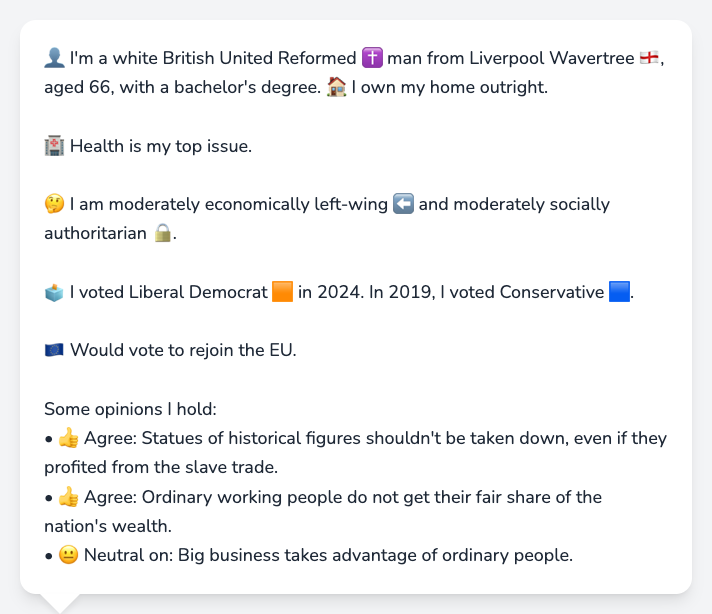 👤 I'm a white British United Reformed ✝️ man from Liverpool Wavertree 🏴󠁧󠁢󠁥󠁮󠁧󠁿,
aged 66, with a bachelor's degree. 🏠 I own my home outright.
🏥 Health is my top issue.
🤔 I am moderately economically left-wing ⬅️ and moderately socially
authoritarian 🔒.
🗳️ I voted Liberal Democrat 🟧 in 2024. In 2019, I voted Conservative 🟦.
🇪🇺 Would vote to rejoin the EU.
Some opinions I hold:
• 👍 Agree: Statues of historical figures shouldn't be taken down, even if they
profited from the slave trade.
• 👍 Agree: Ordinary working people do not get their fair share of the
nation's wealth.
• 😐 Neutral on: Big business takes advantage of ordinary people.